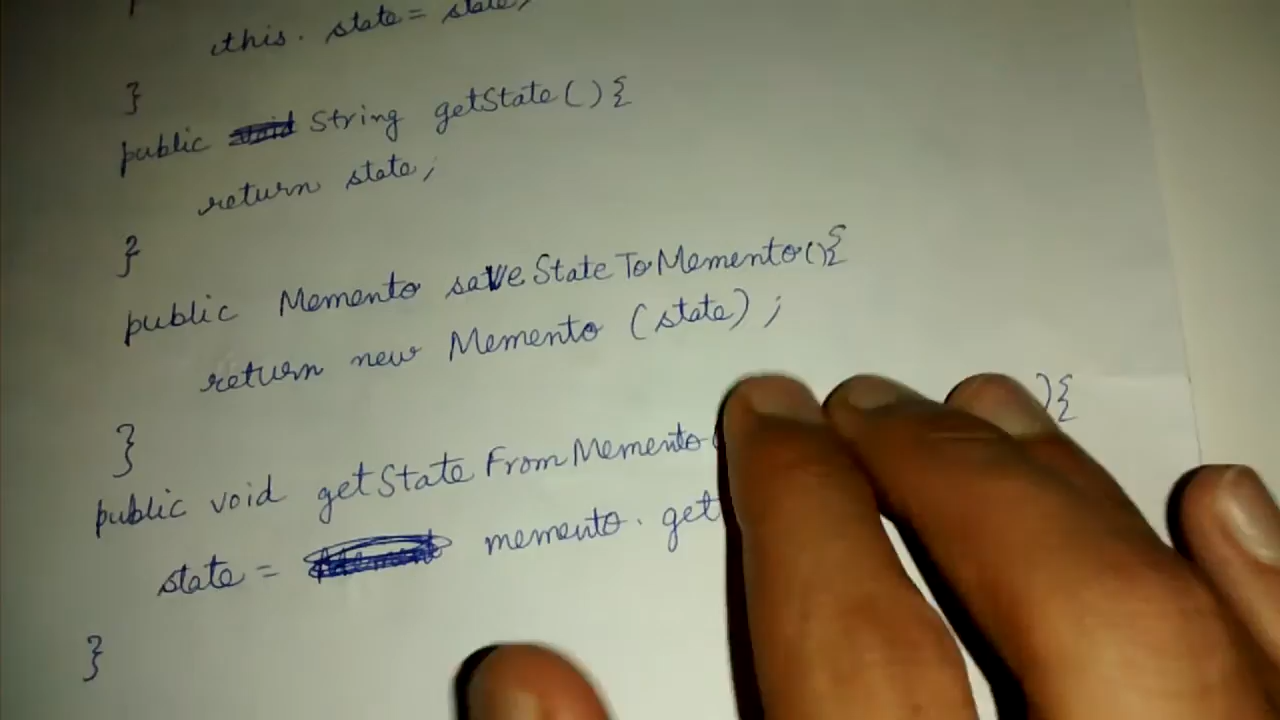 this. state = state;
}
public String getState(){
return state;
}
public Memento saveStateToMemento(){
return new Memento (state);
}
public void getStateFromMemento( ){
state = memento. get
}